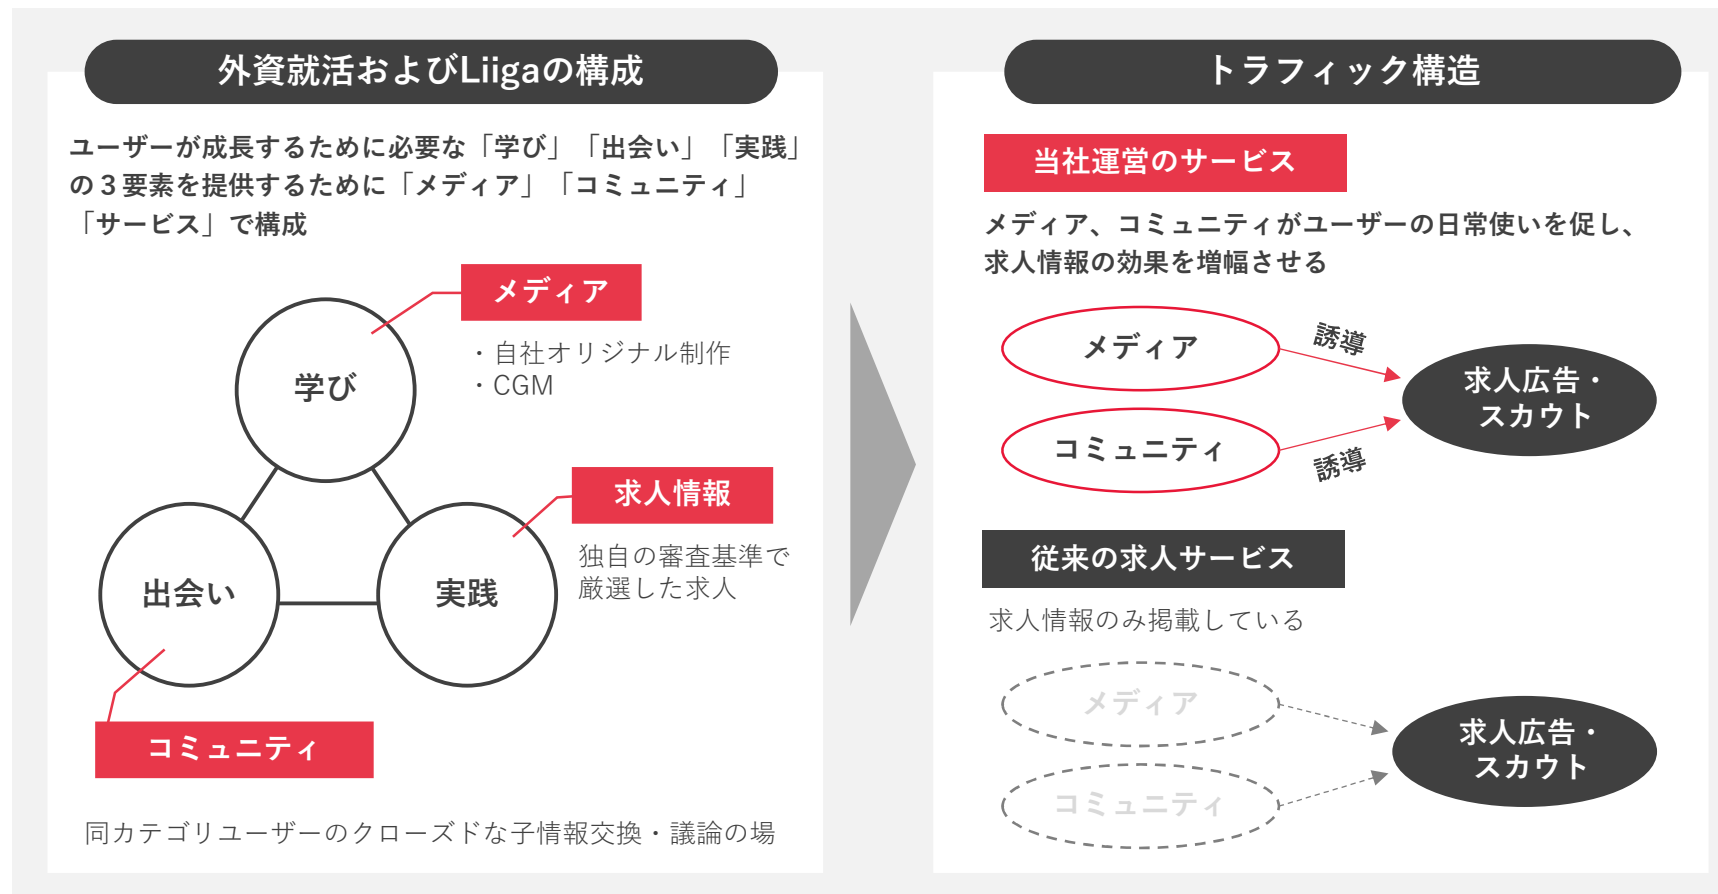 外資就活およびLiigaの構成
ユーザーが成長するために必要な「学び」「出会い」「実践」
の３要素を提供するために「メディア」「コミュニティ」
「サービス」で構成
メディア
・自社オリジナル制作
・CGM
学び
求人情報
独自の審査基準で
厳選した求人
出会い
実践
コミュニティ
同カテゴリユーザーのクローズドな子情報交換・議論の場
トラフィック構造
当社運営のサービス
メディア、コミュニティがユーザーの日常使いを促し、
求人情報の効果を増幅させる
メディア
誘導
求人広告・
スカウト
コミュニティ
誘導
従来の求人サービス
求人情報のみ掲載している
メディア
求人広告・
スカウト
コミュニティ